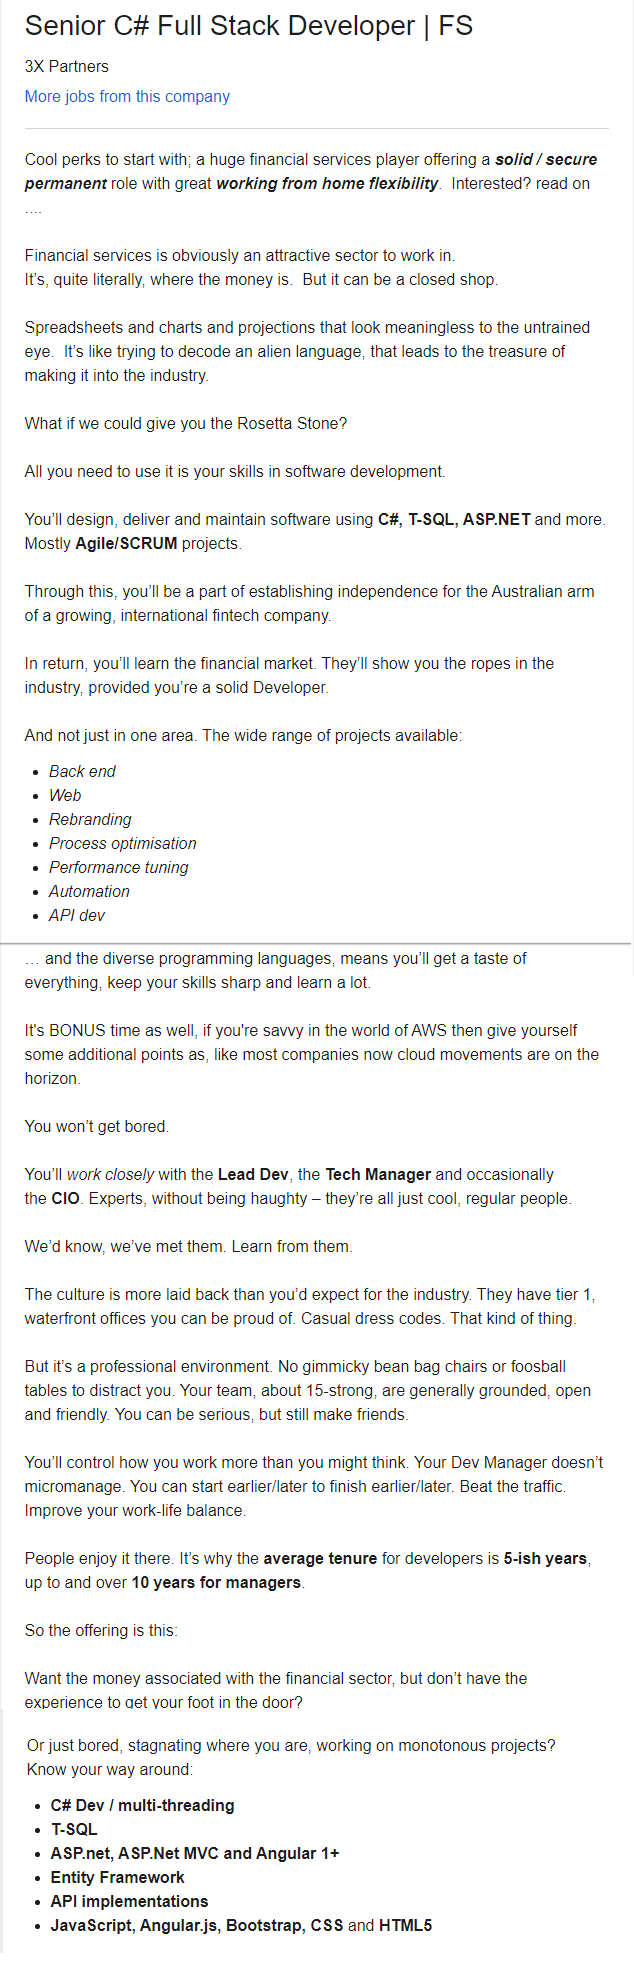 Senior C# Full Stack Developer | FS
3X Partners
More jobs from this company
Cool perks to start with; a huge financial services player offering a solid / secure
permanent role with great working from home flexibility.  Interested? read on
....
Financial services is obviously an attractive sector to work in.
It’s, quite literally, where the money is.  But it can be a closed shop.
Spreadsheets and charts and projections that look meaningless to the untrained
eye.  It’s like trying to decode an alien language, that leads to the treasure of
making it into the industry.
What if we could give you the Rosetta Stone?
All you need to use it is your skills in software development.
You’ll design, deliver and maintain software using C#, T-SQL, ASP.NET and more.
Mostly Agile/SCRUM projects.
Through this, you’ll be a part of establishing independence for the Australian arm
of a growing, international fintech company.
In return, you’ll learn the financial market. They’ll show you the ropes in the
industry, provided you’re a solid Developer.
And not just in one area. The wide range of projects available:
• Back end
• Web
• Rebranding
• Process optimisation
• Performance tuning
• Automation
• API dev
… and the diverse programming languages, means you’ll get a taste of
everything, keep your skills sharp and learn a lot.
It's BONUS time as well, if you're savvy in the world of AWS then give yourself
some additional points as, like most companies now cloud movements are on the
horizon.
You won’t get bored.
You’ll work closely with the Lead Dev, the Tech Manager and occasionally
the CIO. Experts, without being haughty – they’re all just cool, regular people.
We’d know, we’ve met them. Learn from them.
The culture is more laid back than you’d expect for the industry. They have tier 1,
waterfront offices you can be proud of. Casual dress codes. That kind of thing.
But it’s a professional environment. No gimmicky bean bag chairs or foosball
tables to distract you. Your team, about 15-strong, are generally grounded, open
and friendly. You can be serious, but still make friends.
You’ll control how you work more than you might think. Your Dev Manager doesn’t
micromanage. You can start earlier/later to finish earlier/later. Beat the traffic.
Improve your work-life balance.
People enjoy it there. It’s why the average tenure for developers is 5-ish years,
up to and over 10 years for managers.
So the offering is this:
Want the money associated with the financial sector, but don’t have the
experience to get your foot in the door?
Or just bored, stagnating where you are, working on monotonous projects?
Know your way around:
• C# Dev / multi-threading
• T-SQL
• ASP.net, ASP.Net MVC and Angular 1+
• Entity Framework
• API implementations
• JavaScript, Angular.js, Bootstrap, CSS and HTML5